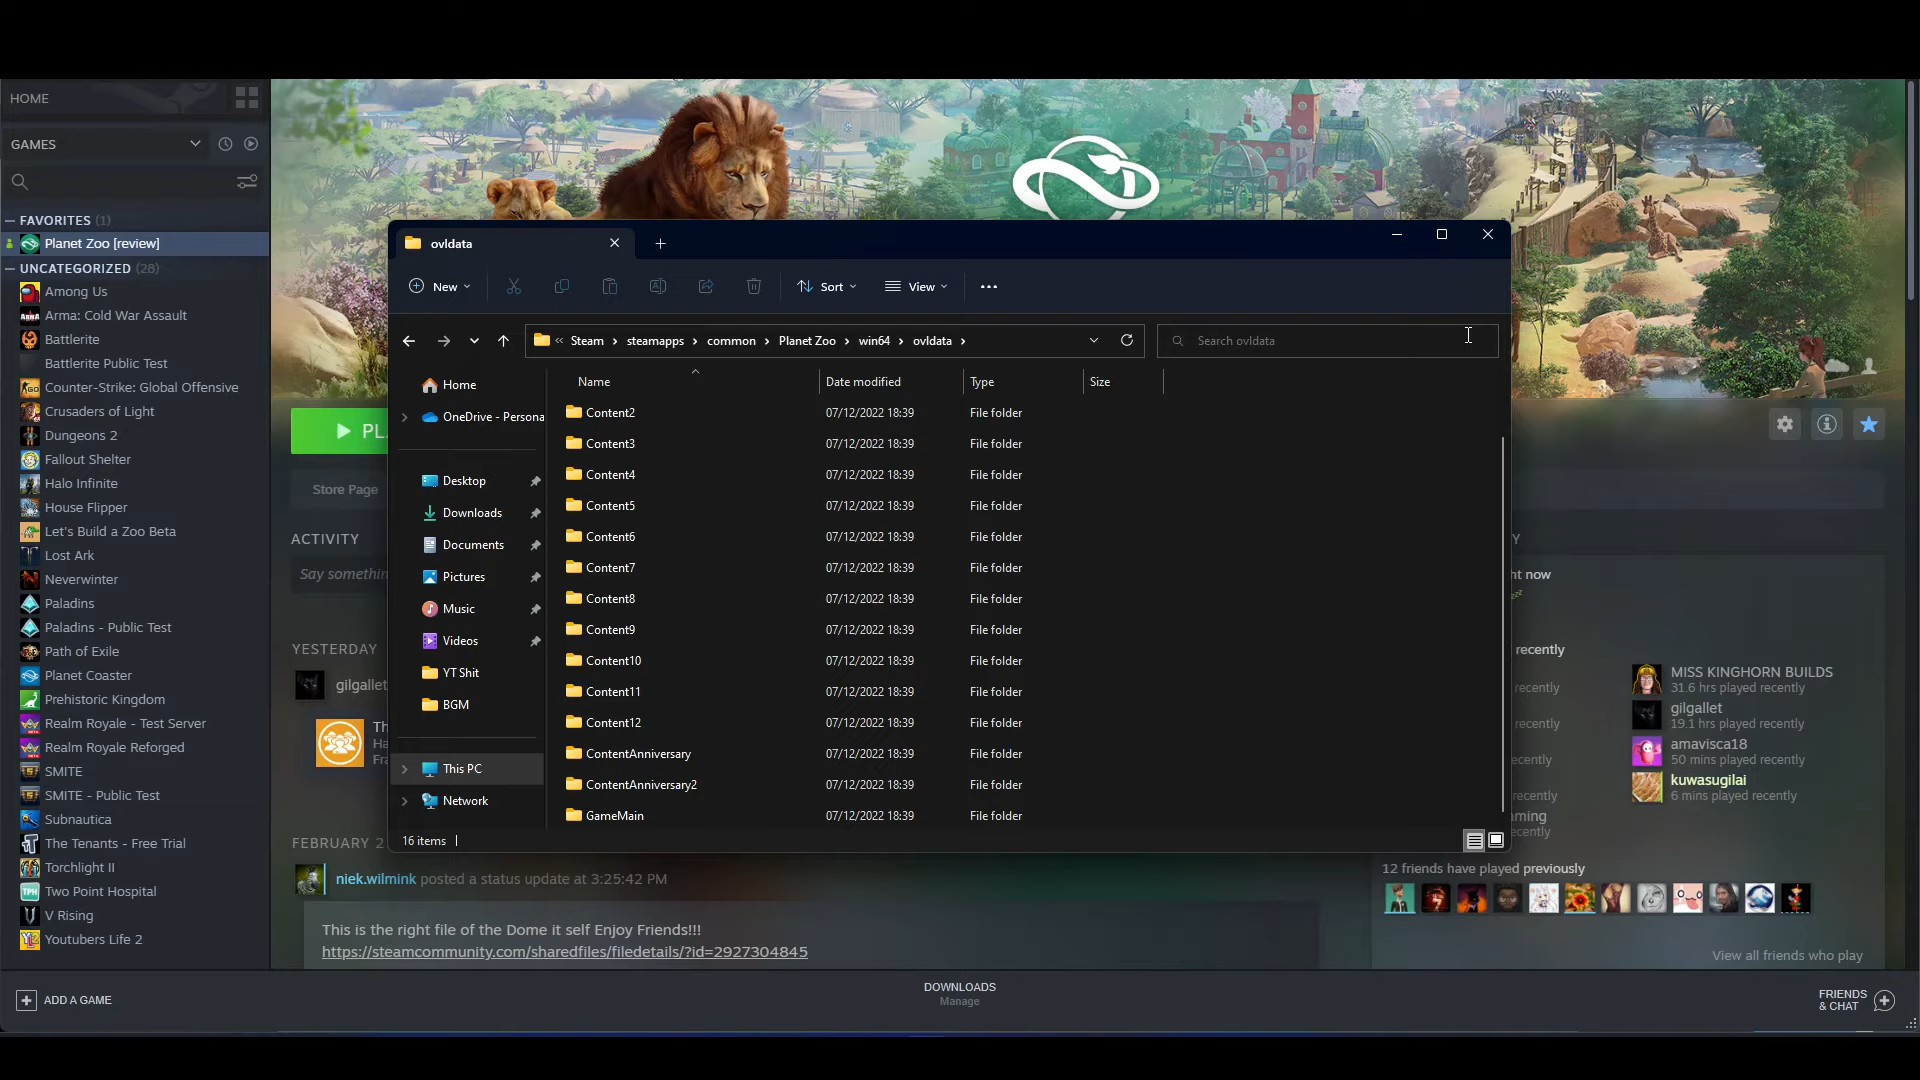 HOME
GAMES
FAVORITES (1)
Planet Zoo [review]
UNCATEGORIZED (28)
Among Us
Arma: Cold War Assault
Battlerite
Battlerite Public Test
Counter-Strike: Global Offensive
Crusaders of Light
Dungeons 2
Fallout Shelter
Halo Infinite
House Flipper
Let's Build a Zoo Beta
Lost Ark
Neverwinter
Paladins
Paladins - Public Test
Path of Exile
Planet Coaster
Prehistoric Kingdom
Realm Royale - Test Server
Realm Royale Reforged
SMITE
SMITE - Public Test
Subnautica
The Tenants - Free Trial
Torchlight II
Two Point Hospital
V Rising
Youtubers Life 2
ADD A GAME
ovldata
New
Sort
View
Steam > steamapps > common > Planet Zoo > win64 > ovldata >
Search ovldata
Home
OneDrive - Persona
Desktop
Downloads
Documents
Pictures
Music
Videos
YT Shit
BGM
This PC
Network
Name Date modified Type Size
Content2 07/12/2022 18:39 File folder
Content3 07/12/2022 18:39 File folder
Content4 07/12/2022 18:39 File folder
Content5 07/12/2022 18:39 File folder
Content6 07/12/2022 18:39 File folder
Content7 07/12/2022 18:39 File folder
Content8 07/12/2022 18:39 File folder
Content9 07/12/2022 18:39 File folder
Content10 07/12/2022 18:39 File folder
Content11 07/12/2022 18:39 File folder
Content12 07/12/2022 18:39 File folder
ContentAnniversary 07/12/2022 18:39 File folder
ContentAnniversary2 07/12/2022 18:39 File folder
GameMain 07/12/2022 18:39 File folder
16 items
PL
Store Page
ACTIVITY
Say somethin
YESTERDAY
gilgallet
Th
Ha
Fra
FEBRUARY 2
niek.wilmink posted a status update at 3:25:42 PM
This is the right file of the Dome it self Enjoy Friends!!!
https://steamcommunity.com/sharedfiles/filedetails/?id=2927304845
Y
ht now
recently
recently
recently
ecently
recently
ming
ecently
MISS KINGHORN BUILDS
31.6 hrs played recently
gilgallet
19.1 hrs played recently
amavisca18
50 mins played recently
kuwasugilai
6 mins played recently
12 friends have played previously
View all friends who play
DOWNLOADS
Manage
FRIENDS
& CHAT